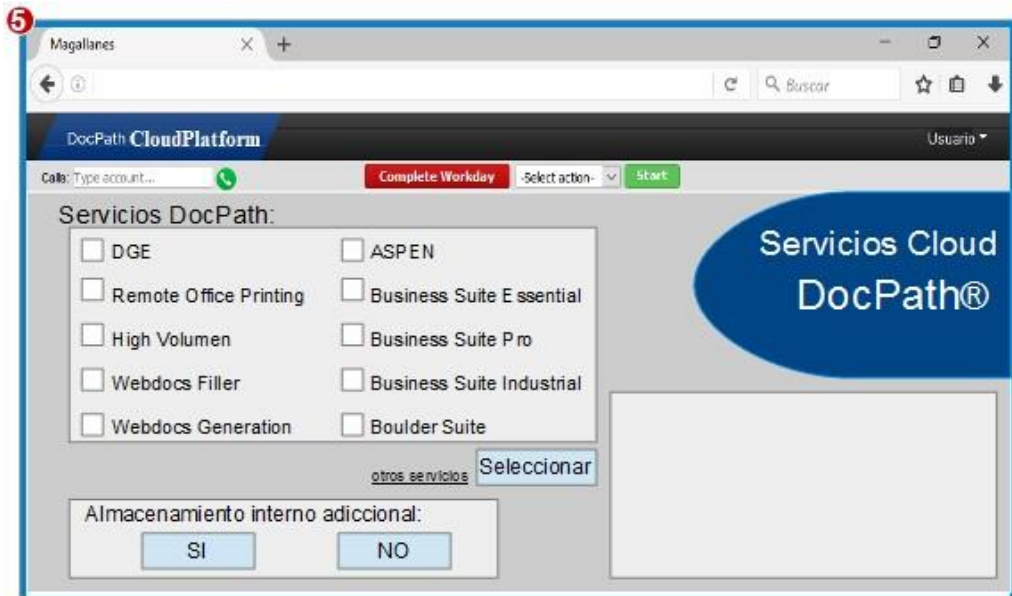 5
Magallanes
Buscar
DocPath CloudPlatform
Usuario
Calls: Type account...
Complete Workday
-Select action-
Start
Servicios DocPath:
DGE
ASPEN
Remote Office Printing
Business Suite Essential
High Volumen
Business Suite Pro
Webdocs Filler
Business Suite Industrial
Webdocs Generation
Boulder Suite
otros servicios
Seleccionar
Servicios Cloud
DocPath®
Almacenamiento interno adiccional:
SI
NO